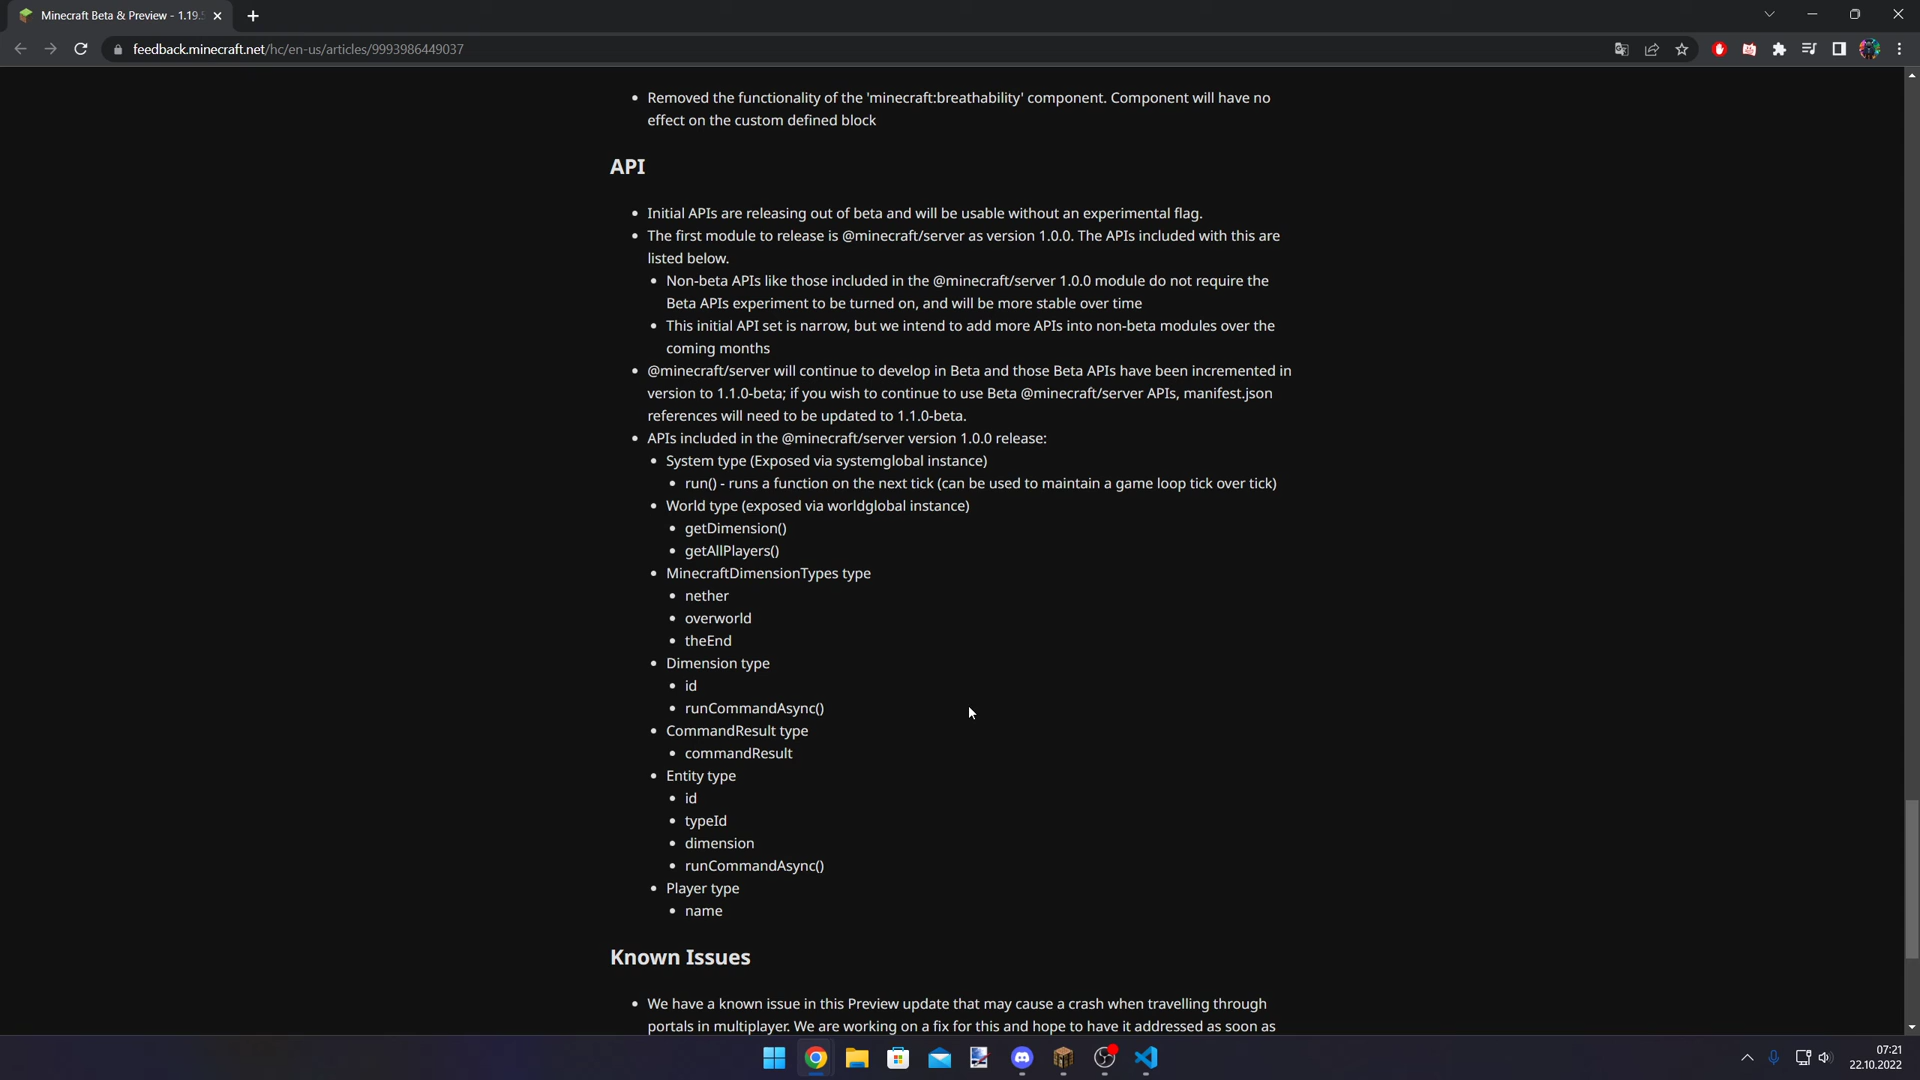 Minecraft Beta & Preview - 1.19.5
feedback.minecraft.net/hc/en-us/articles/9993986449037
Removed the functionality of the 'minecraft:breathability' component. Component will have no
effect on the custom defined block
API
Initial APIs are releasing out of beta and will be usable without an experimental flag.
The first module to release is @minecraft/server as version 1.0.0. The APIs included with this are
listed below.
Non-beta APIs like those included in the @minecraft/server 1.0.0 module do not require the
Beta APIs experiment to be turned on, and will be more stable over time
This initial API set is narrow, but we intend to add more APIs into non-beta modules over the
coming months
@minecraft/server will continue to develop in Beta and those Beta APIs have been incremented in
version to 1.1.0-beta; if you wish to continue to use Beta @minecraft/server APIs, manifest.json
references will need to be updated to 1.1.0-beta.
APIs included in the @minecraft/server version 1.0.0 release:
System type (Exposed via systemglobal instance)
run() - runs a function on the next tick (can be used to maintain a game loop tick over tick)
World type (exposed via worldglobal instance)
getDimension()
getAllPlayers()
MinecraftDimensionTypes type
nether
overworld
theEnd
Dimension type
id
runCommandAsync()
CommandResult type
commandResult
Entity type
id
typeId
dimension
runCommandAsync()
Player type
name
Known Issues
We have a known issue in this Preview update that may cause a crash when travelling through
portals in multiplayer. We are working on a fix for this and hope to have it addressed as soon as
07:21
22.10.2022